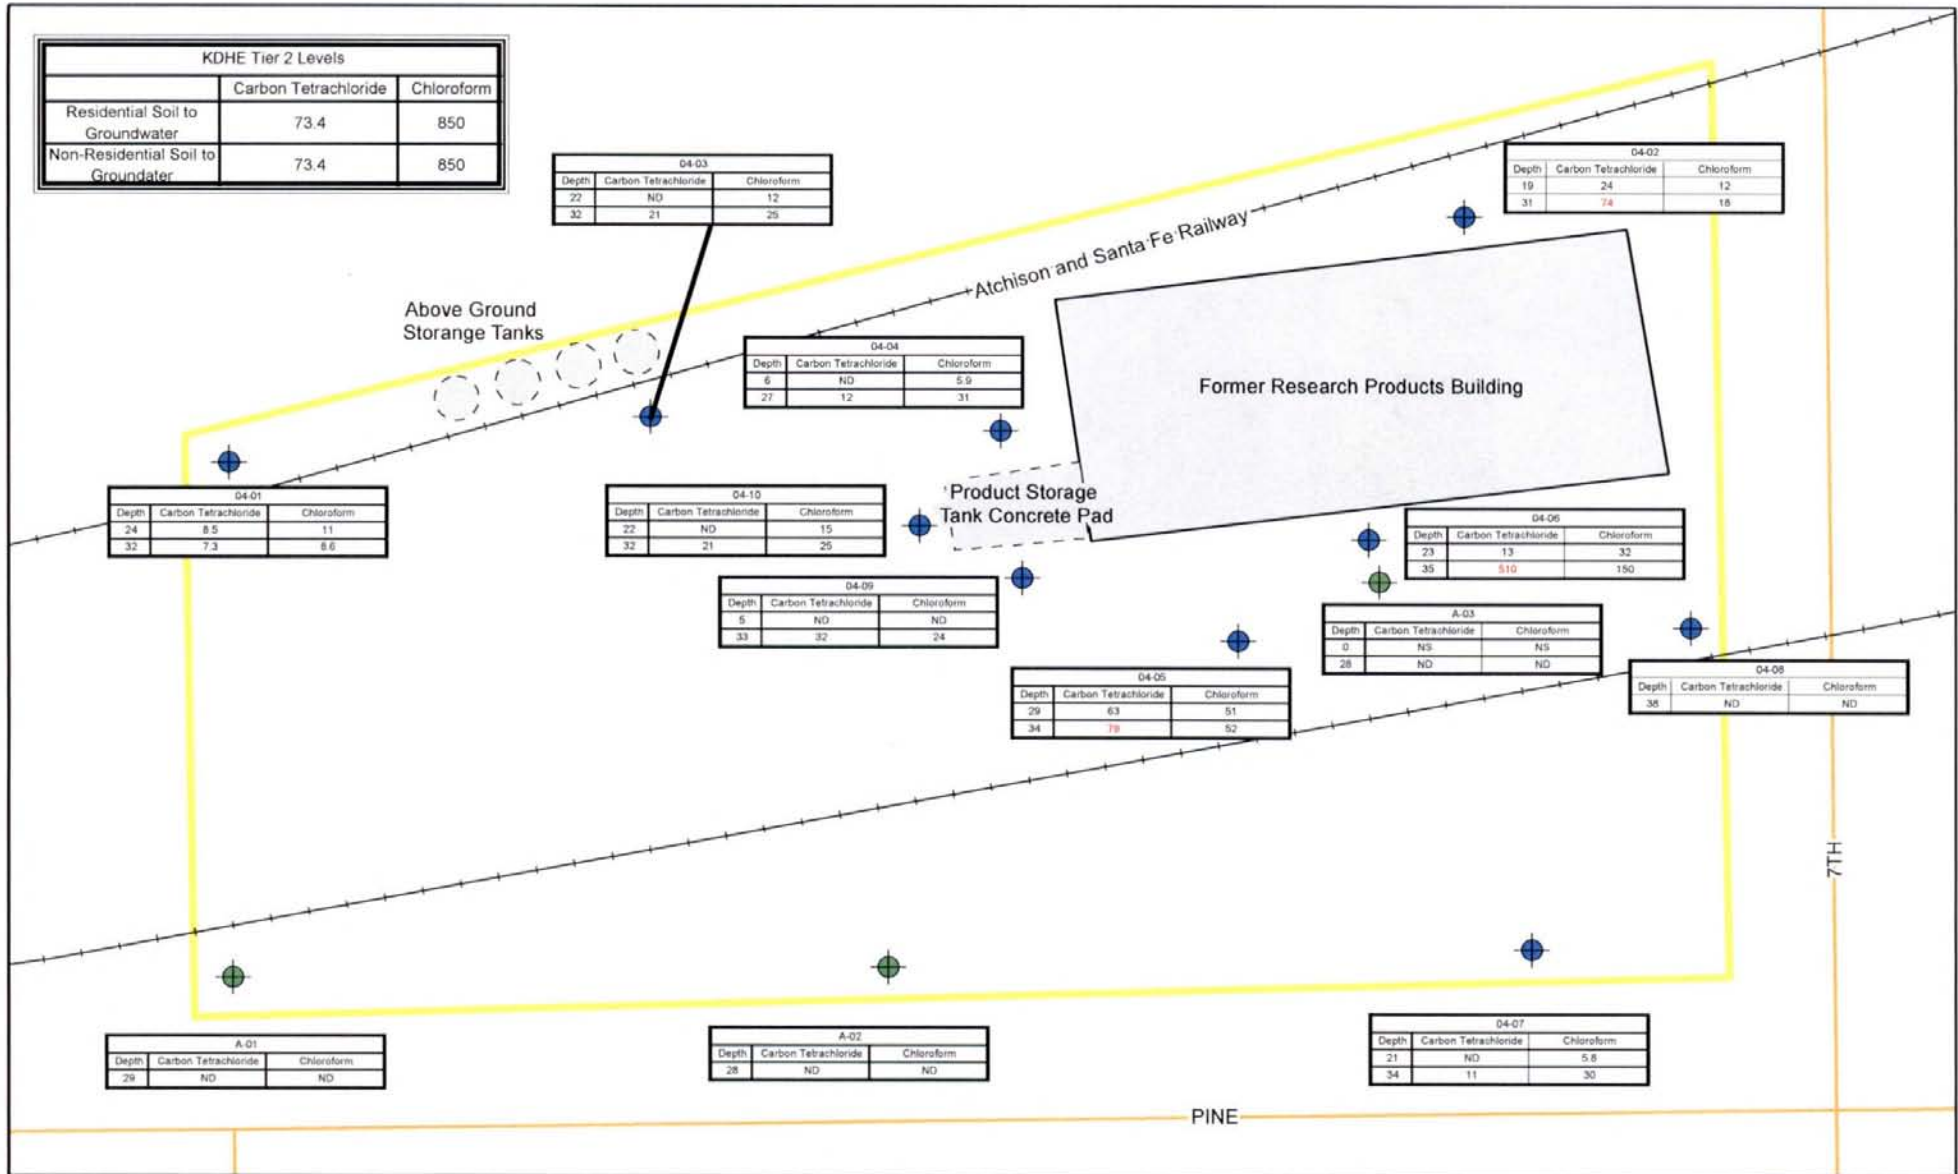 KDHE Tier 2 Levels
Carbon Tetrachloride Chloroform
Residential Soil to
Groundwater 73.4 850
Non-Residential Soil to
Groundater 73.4 850
04-03
Depth Carbon Tetrachloride Chloroform
22 ND 12
32 21 25
04-02
Depth Carbon Tetrachloride Chloroform
19 24 12
31 74 18
Atchison and Santa Fe Railway
Above Ground
Storange Tanks
04-04
Depth Carbon Tetrachloride Chloroform
6 ND 5.9
27 12 31
Former Research Products Building
04-01
Depth Carbon Tetrachloride Chloroform
24 8.5 11
32 7.3 8.6
04-10
Depth Carbon Tetrachloride Chloroform
22 ND 15
32 21 25
Product Storage
Tank Concrete Pad
04-06
Depth Carbon Tetrachloride Chloroform
23 13 32
35 510 150
04-09
Depth Carbon Tetrachloride Chloroform
5 ND ND
33 32 24
A-03
Depth Carbon Tetrachloride Chloroform
0 NS NS
28 ND ND
04-05
Depth Carbon Tetrachloride Chloroform
29 63 51
34 79 52
04-08
Depth Carbon Tetrachloride Chloroform
38 ND ND
7TH
A-01
Depth Carbon Tetrachloride Chloroform
29 ND ND
A-02
Depth Carbon Tetrachloride Chloroform
28 ND ND
04-07
Depth Carbon Tetrachloride Chloroform
21 ND 5.8
34 11 30
PINE